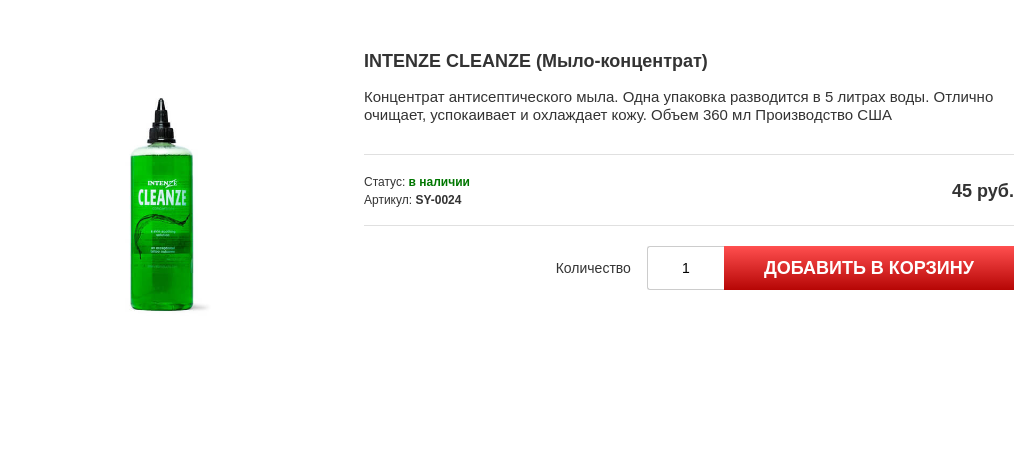 INTENZE CLEANZE (Мыло-концентрат)
Концентрат антисептического мыла. Одна упаковка разводится в 5 литрах воды. Отлично
очищает, успокаивает и охлаждает кожу. Объем 360 мл Производство США
Статус: в наличии
Артикул: SY-0024
45 руб.
Количество
1
ДОБАВИТЬ В КОРЗИНУ
INTENZE
CLEANZE